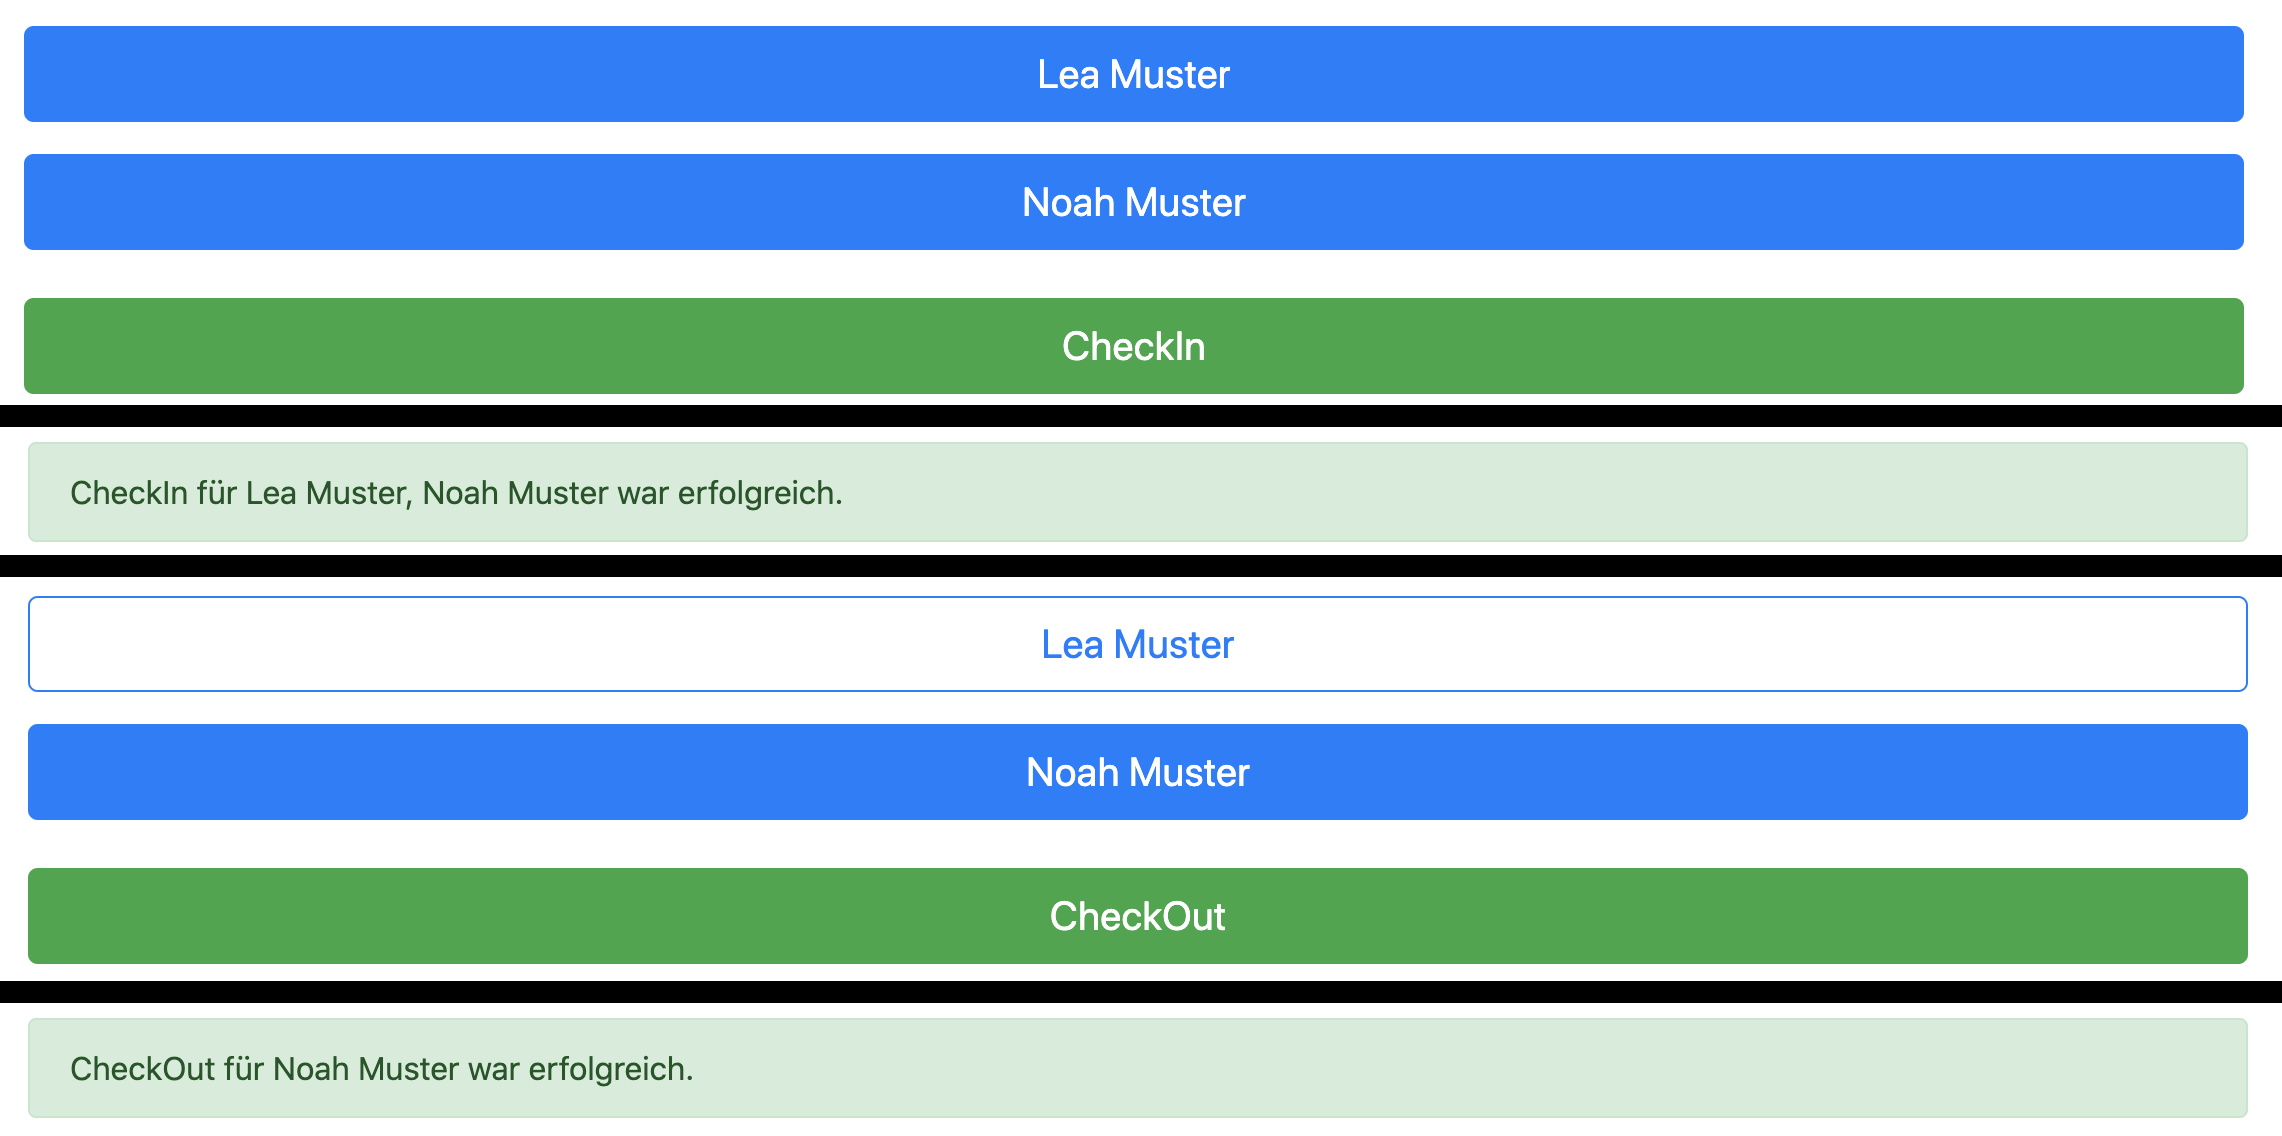 Lea Muster
Noah Muster
CheckIn
CheckIn für Lea Muster, Noah Muster war erfolgreich.
Lea Muster
Noah Muster
CheckOut
CheckOut für Noah Muster war erfolgreich.